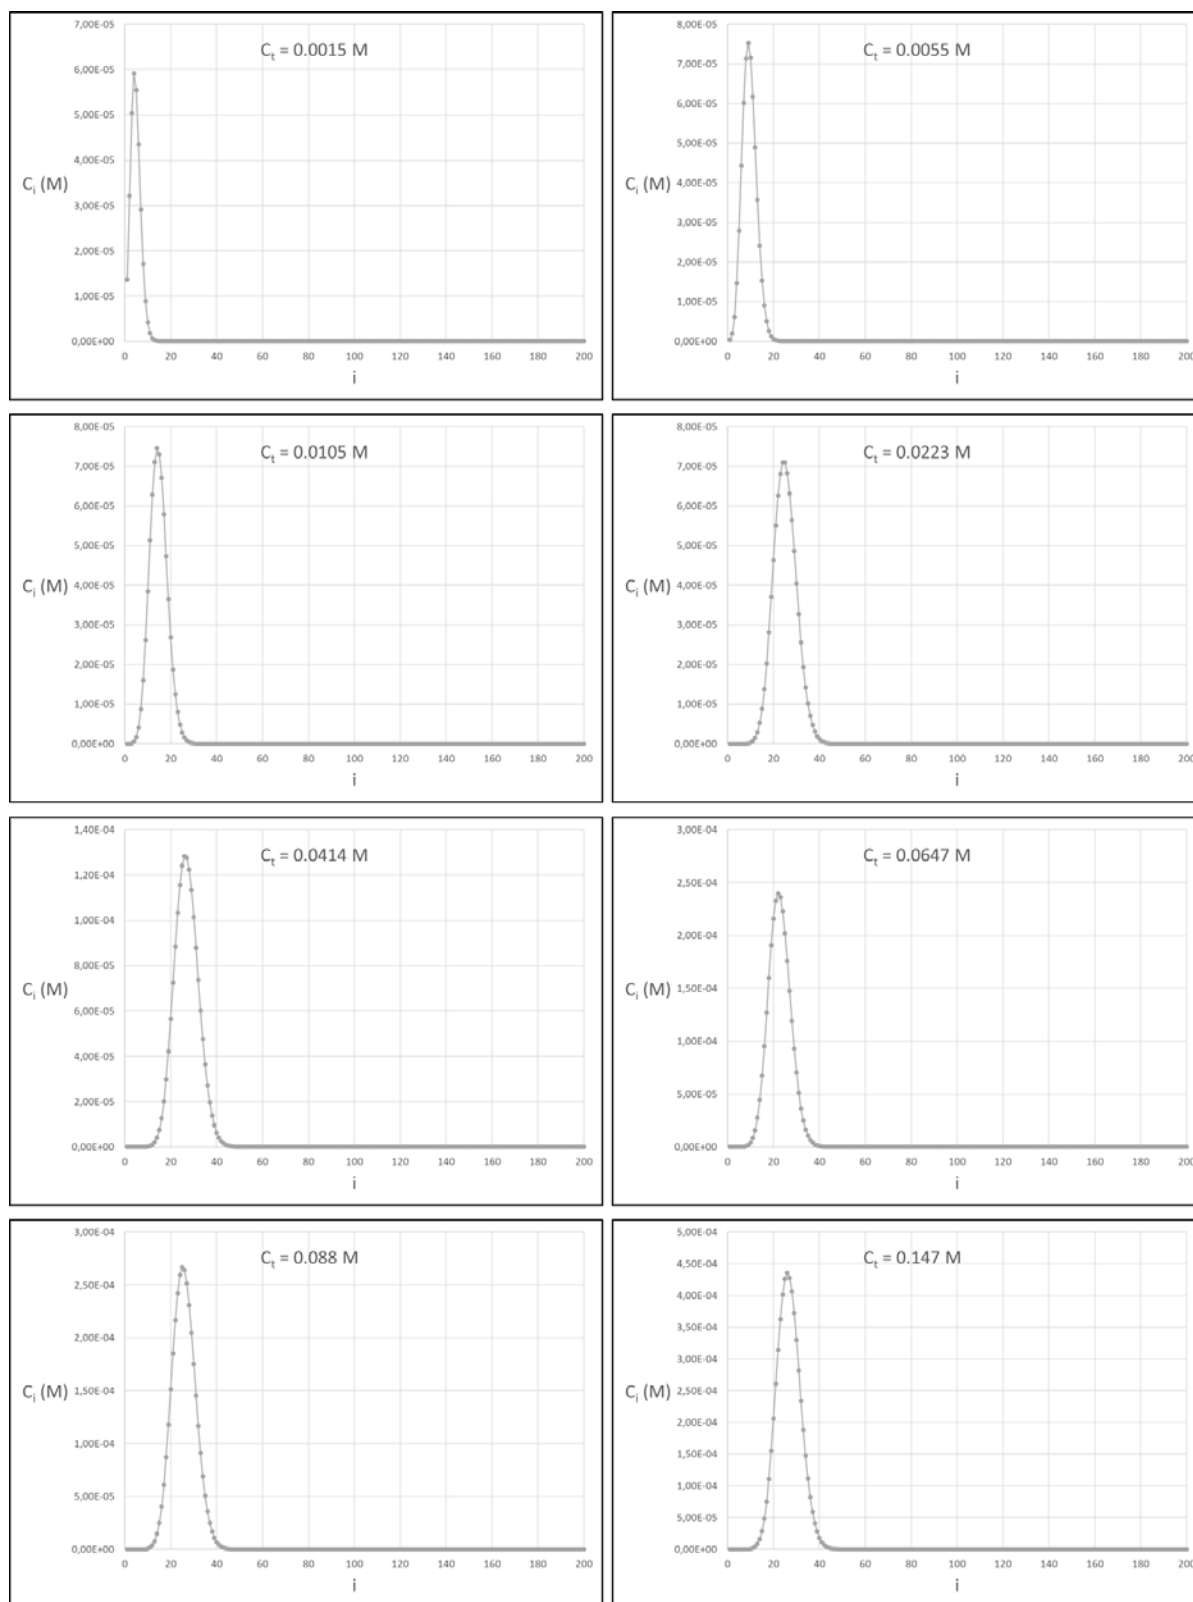 C_t = 0.0015 M
7,00E-05
6,00E-05
5,00E-05
4,00E-05
3,00E-05
2,00E-05
1,00E-05
0,00E+00
C_i (M)
0 20 40 60 80 100 120 140 160 180 200
i
C_t = 0.0055 M
8,00E-05
7,00E-05
6,00E-05
5,00E-05
4,00E-05
3,00E-05
2,00E-05
1,00E-05
0,00E+00
C_i (M)
0 20 40 60 80 100 120 140 160 180 200
i
C_t = 0.0105 M
8,00E-05
7,00E-05
6,00E-05
5,00E-05
4,00E-05
3,00E-05
2,00E-05
1,00E-05
0,00E+00
C_i (M)
0 20 40 60 80 100 120 140 160 180 200
i
C_t = 0.0223 M
8,00E-05
7,00E-05
6,00E-05
5,00E-05
4,00E-05
3,00E-05
2,00E-05
1,00E-05
0,00E+00
C_i (M)
0 20 40 60 80 100 120 140 160 180 200
i
C_t = 0.0414 M
1,40E-04
1,20E-04
1,00E-04
8,00E-05
6,00E-05
4,00E-05
2,00E-05
0,00E+00
C_i (M)
0 20 40 60 80 100 120 140 160 180 200
i
C_t = 0.0647 M
3,00E-04
2,50E-04
2,00E-04
1,50E-04
1,00E-04
5,00E-05
0,00E+00
C_i (M)
0 20 40 60 80 100 120 140 160 180 200
i
C_t = 0.088 M
3,00E-04
2,50E-04
2,00E-04
1,50E-04
1,00E-04
5,00E-05
0,00E+00
C_i (M)
0 20 40 60 80 100 120 140 160 180 200
i
C_t = 0.147 M
5,00E-04
4,50E-04
4,00E-04
3,50E-04
3,00E-04
2,50E-04
2,00E-04
1,50E-04
1,00E-04
5,00E-05
0,00E+00
C_i (M)
0 20 40 60 80 100 120 140 160 180 200
i